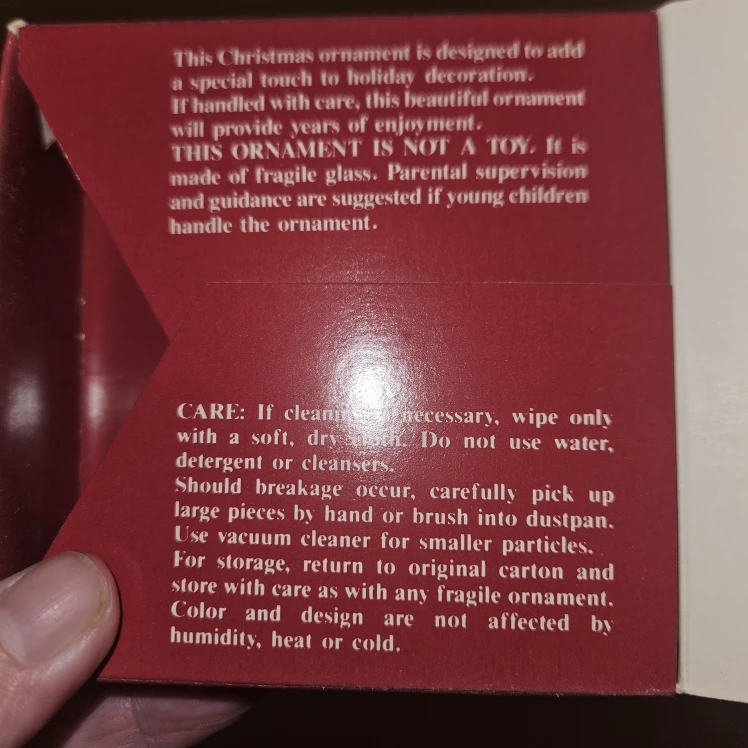 This Christmas ornament is designed to add
a special touch to holiday decoration.
If handled with care, this beautiful ornament
will provide years of enjoyment.
THIS ORNAMENT IS NOT A TOY. It is
made of fragile glass. Parental supervision
and guidance are suggested if young children
handle the ornament.
CARE: If cleaning necessary, wipe only
with a soft, dry cloth. Do not use water,
detergent or cleansers.
Should breakage occur, carefully pick up
large pieces by hand or brush into dustpan.
Use vacuum cleaner for smaller particles.
For storage, return to original carton and
store with care as with any fragile ornament.
Color and design are not affected by
humidity, heat or cold.